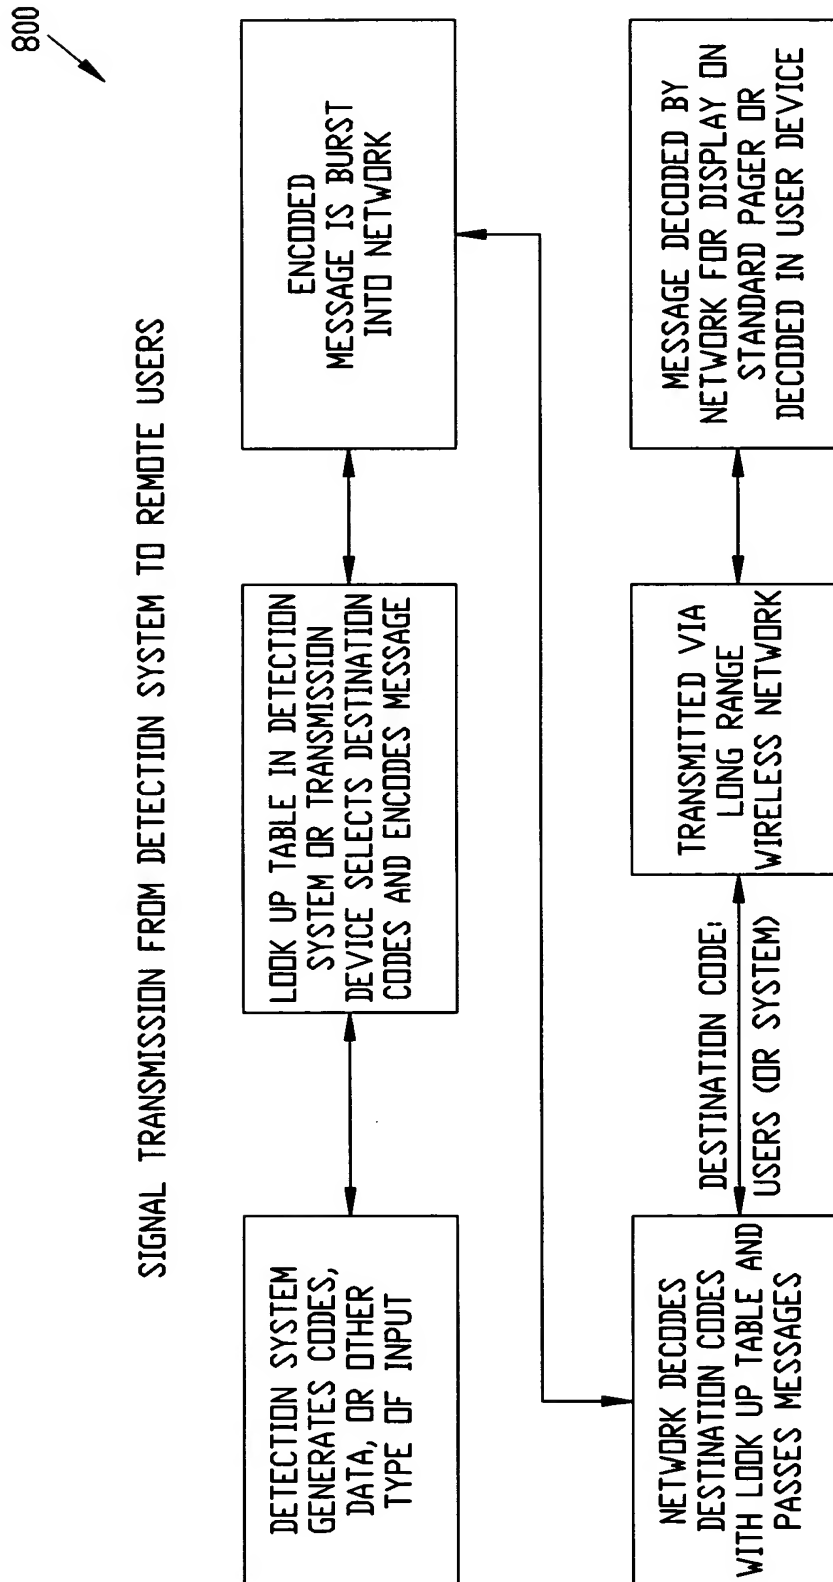 800
SIGNAL TRANSMISSION FROM DETECTION SYSTEM TO REMOTE USERS
DETECTION SYSTEM
GENERATES CODES,
DATA, OR OTHER
TYPE OF INPUT
LOOK UP TABLE IN DETECTION
SYSTEM OR TRANSMISSION
DEVICE SELECTS DESTINATION
CODES AND ENCODES MESSAGE
ENCODED
MESSAGE IS BURST
INTO NETWORK
NETWORK DECODES
DESTINATION CODES
WITH LOOK UP TABLE AND
PASSES MESSAGES
DESTINATION CODE:
USERS (OR SYSTEM)
TRANSMITTED VIA
LONG RANGE
WIRELESS NETWORK
MESSAGE DECODED BY
NETWORK FOR DISPLAY ON
STANDARD PAGER OR
DECODED IN USER DEVICE